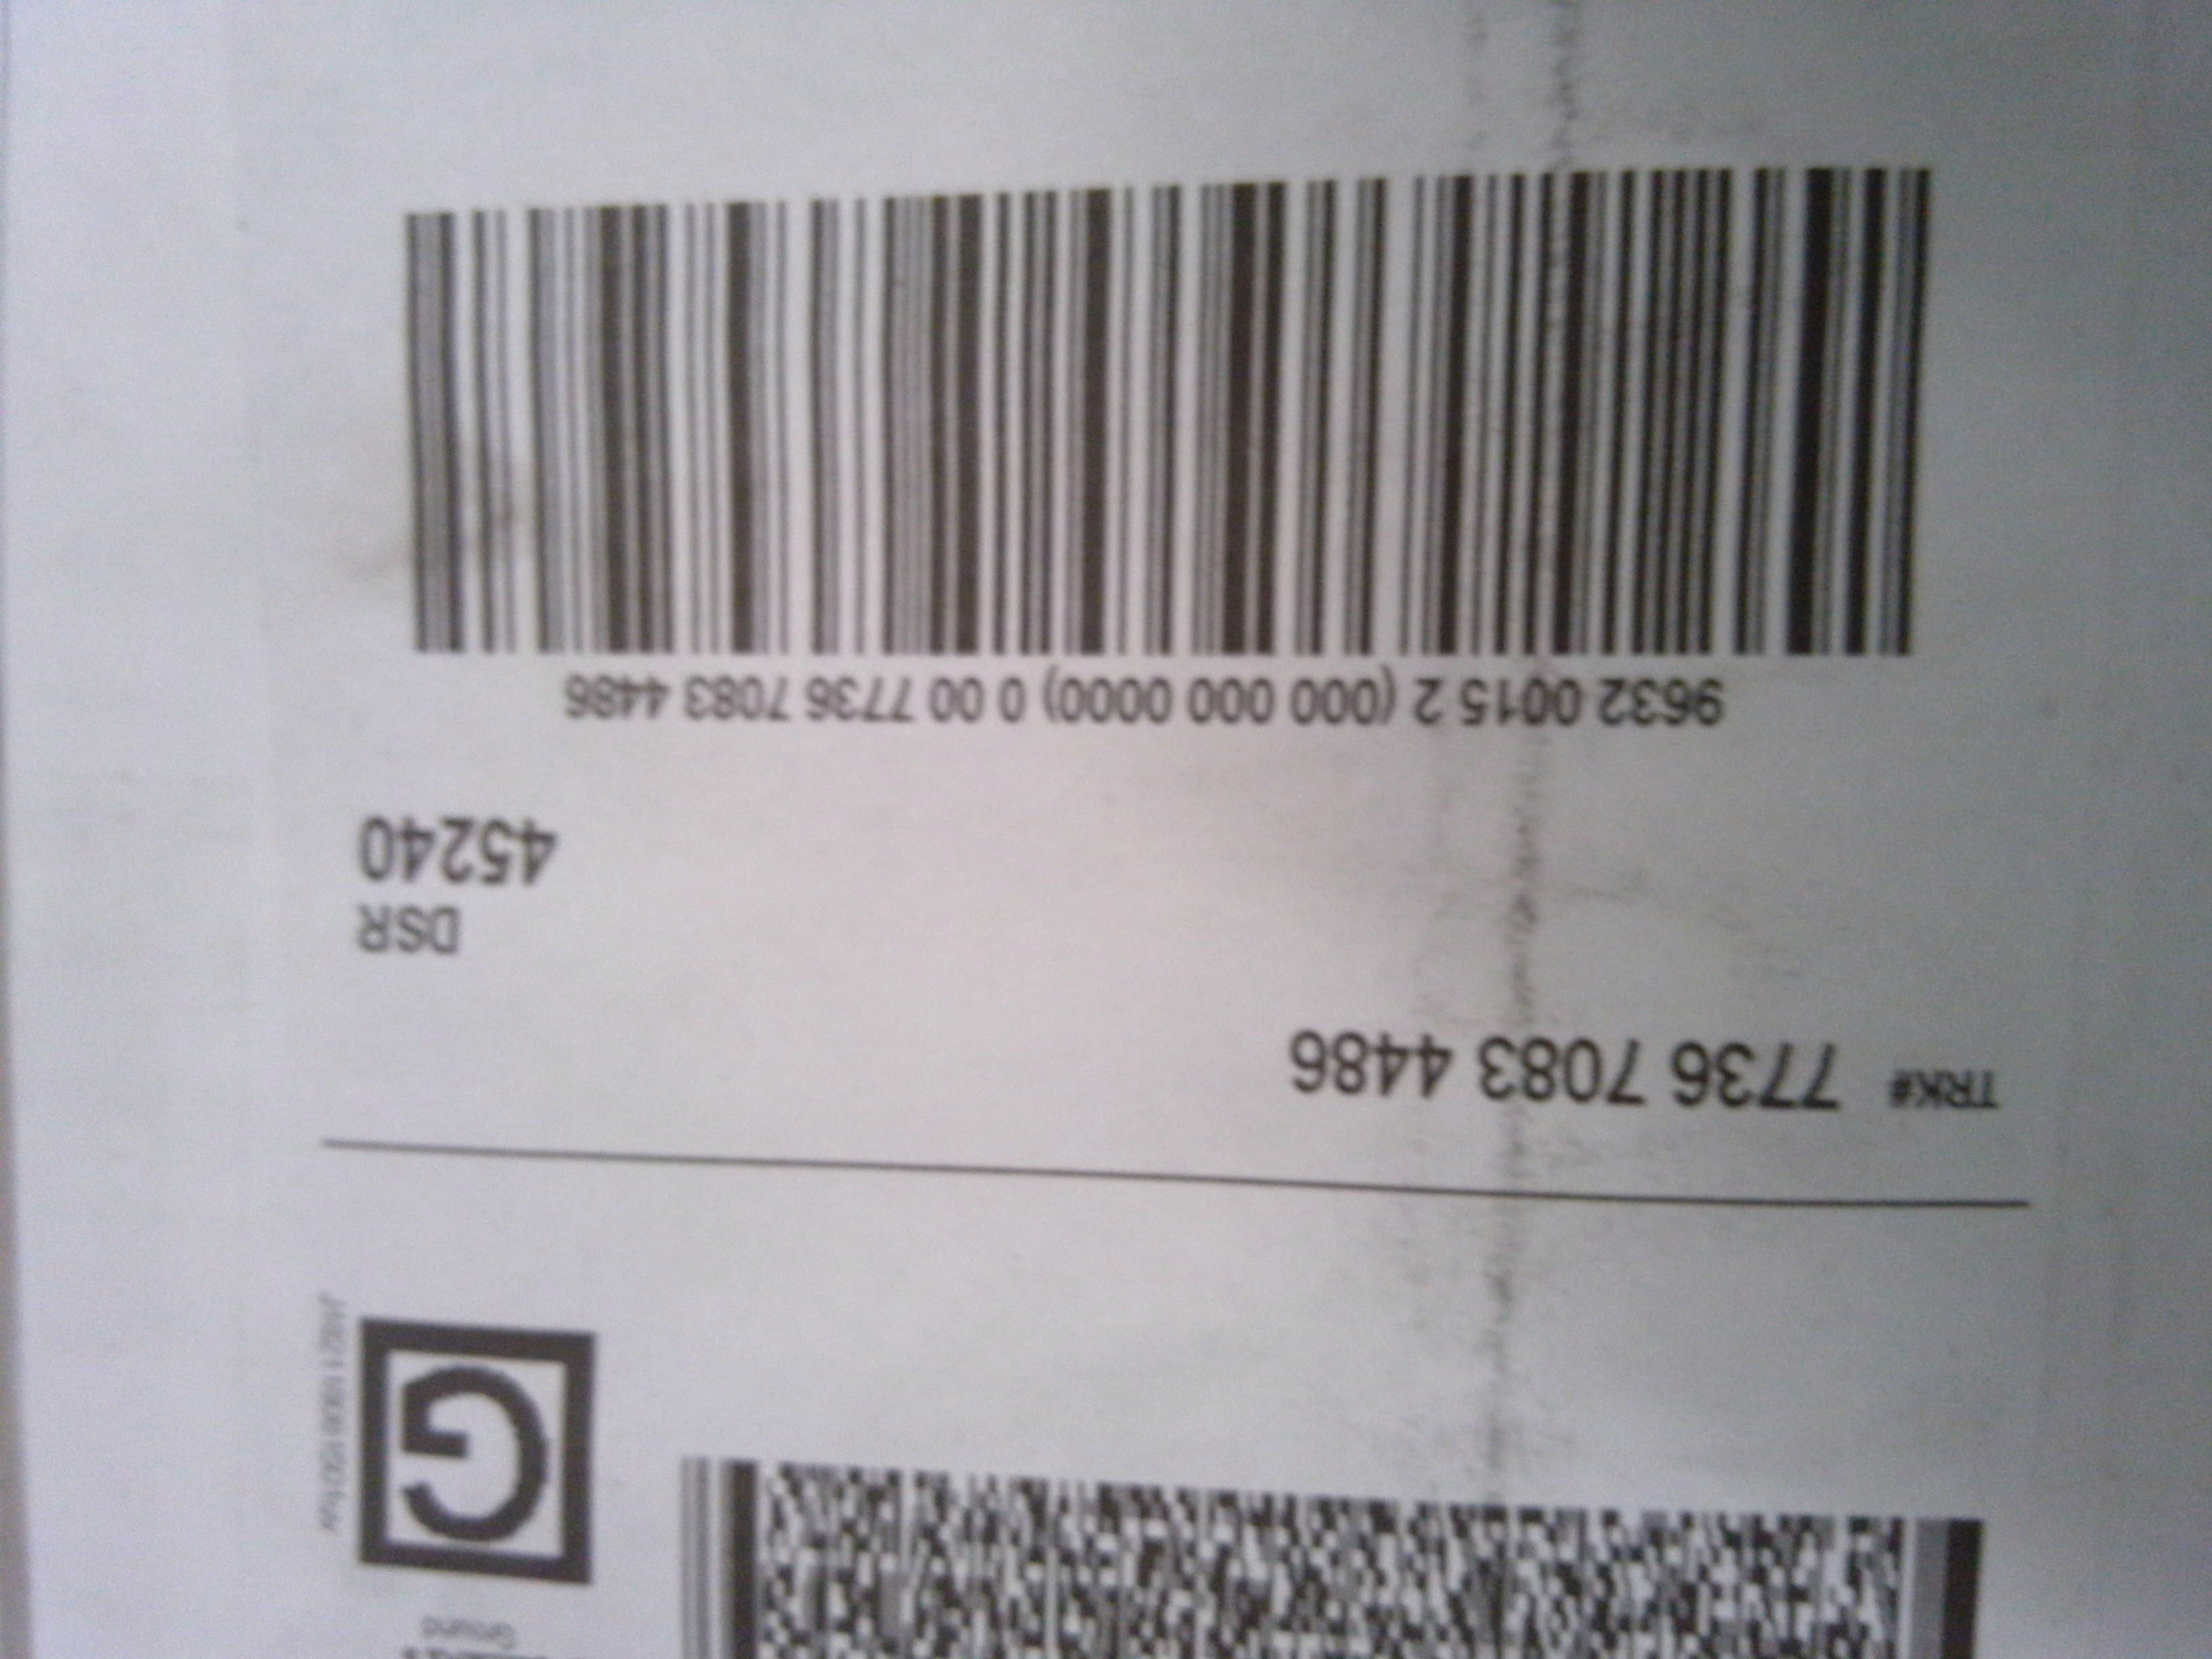 Ground
G
TRK# 7736 7083 4486
DSR
45240
9632 0015 2 (000 000 0000) 0 00 7736 7083 4486